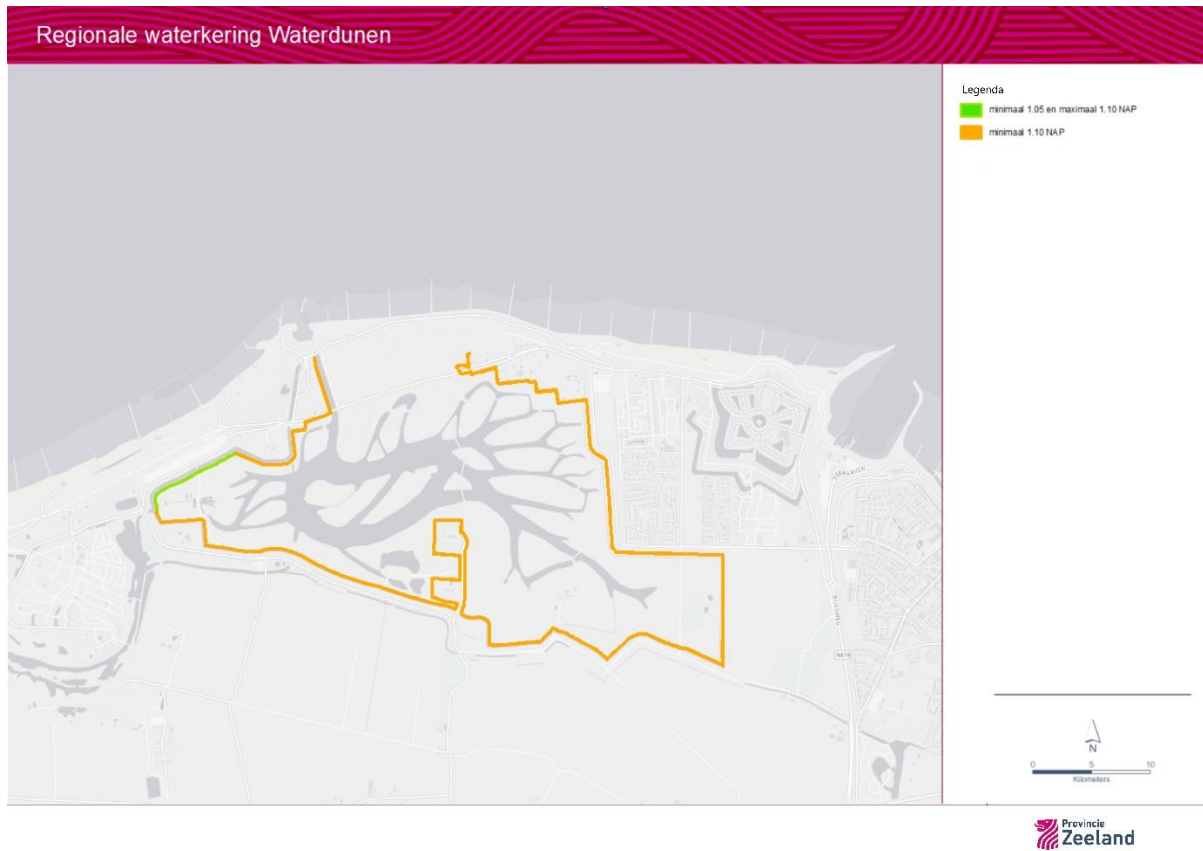 Regionale waterkering Waterdunen
Legenda
minimaal 1.05 en maximaal 1.10 NAP
minimaal 1.10 NAP
N676
N
0 5 10
Kilometers
Provincie
Zeeland